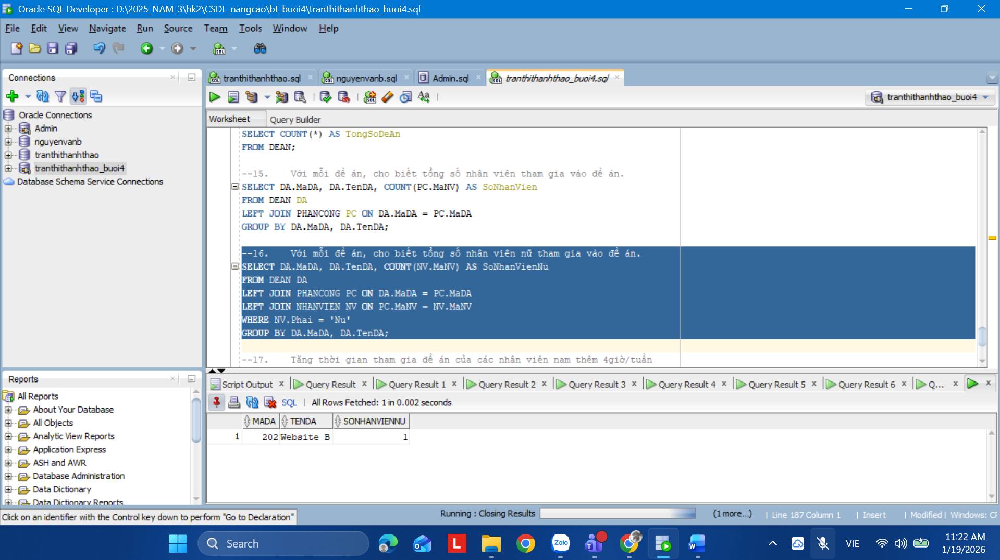 Oracle SQL Developer : D:\2025_NAM_3\hk2\CSDL_nangcao\bt_buoi4\tranthithanhthao_buoi4.sql
File Edit View Navigate Run Source Team Tools Window Help
Connections
Oracle Connections
Admin
nguyenvanb
tranthithanhthao
tranthithanhthao_buoi4
Database Schema Service Connections
tranthithanhthao.sql nguyenvanb.sql Admin.sql tranthithanhthao_buoi4.sql
tranthithanhthao_buoi4
Worksheet Query Builder
SELECT COUNT(*) AS TongSoDeAn
FROM DEAN;
--15. Với mỗi đề án, cho biết tổng số nhân viên tham gia vào đề án.
SELECT DA.MaDA, DA.TenDA, COUNT(PC.MaNV) AS SoNhanVien
FROM DEAN DA
LEFT JOIN PHANCONG PC ON DA.MaDA = PC.MaDA
GROUP BY DA.MaDA, DA.TenDA;
--16. Với mỗi đề án, cho biết tổng số nhân viên nữ tham gia vào đề án.
SELECT DA.MaDA, DA.TenDA, COUNT(NV.MaNV) AS SoNhanVienNu
FROM DEAN DA
LEFT JOIN PHANCONG PC ON DA.MaDA = PC.MaDA
LEFT JOIN NHANVIEN NV ON PC.MaNV = NV.MaNV
WHERE NV.Phai = 'Nu'
GROUP BY DA.MaDA, DA.TenDA;
--17. Tăng thời gian tham gia đề án của các nhân viên nam thêm 4giờ/tuần
Reports
All Reports
About Your Database
All Objects
Analytic View Reports
Application Express
ASH and AWR
Database Administration
Data Dictionary
Data Dictionary Reports
Script Output Query Result Query Result 1 Query Result 2 Query Result 3 Query Result 4 Query Result 5 Query Result 6 Q...
SQL All Rows Fetched: 1 in 0.002 seconds
MADA TENDA SONHANVIENNU
1 202 Website B 1
Click on an identifier with the Control key down to perform "Go to Declaration"
Running : Closing Results (1 more...) Line 187 Column 1 Insert Modified Windows: CF
Search
Zalo
VIE
11:22 AM
1/19/2026